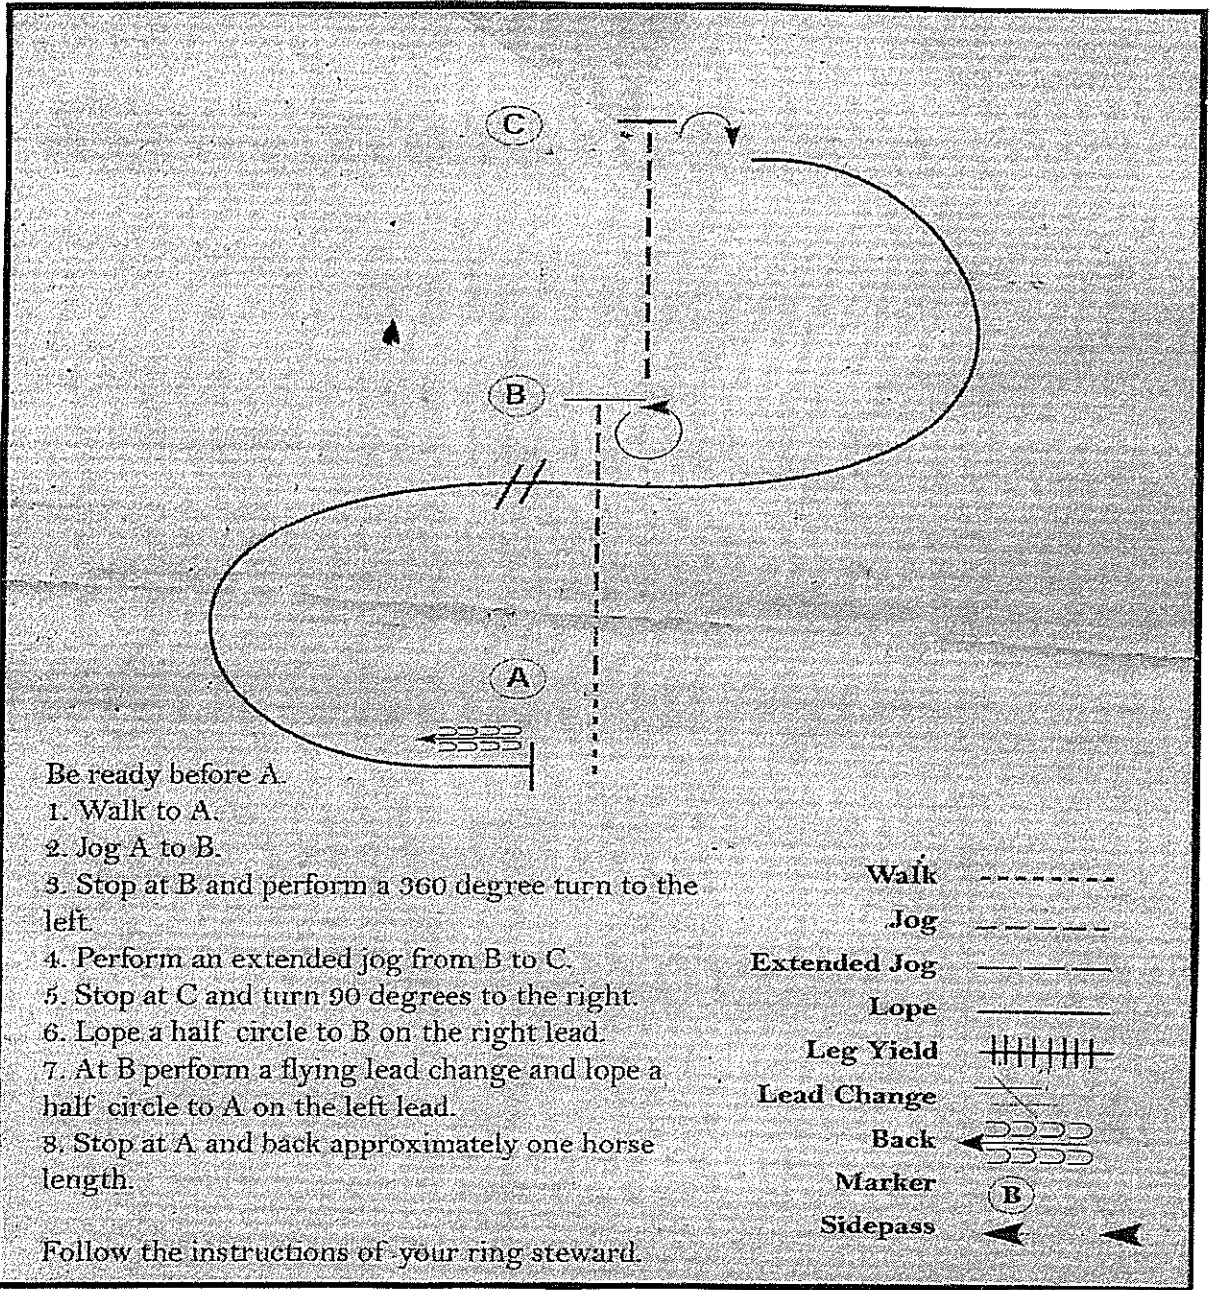 C
B
A
Be ready before A.
1. Walk to A.
2. Jog A to B.
3. Stop at B and perform a 360 degree turn to the
left.
4. Perform an extended jog from B to C.
5. Stop at C and turn 90 degrees to the right.
6. Lope a half circle to B on the right lead.
7. At B perform a flying lead change and lope a
half circle to A on the left lead.
8. Stop at A and back approximately one horse
length.
Follow the instructions of your ring steward.
Walk
Jog
Extended Jog
Lope
Leg Yield
Lead Change
Back
Marker B
Sidepass